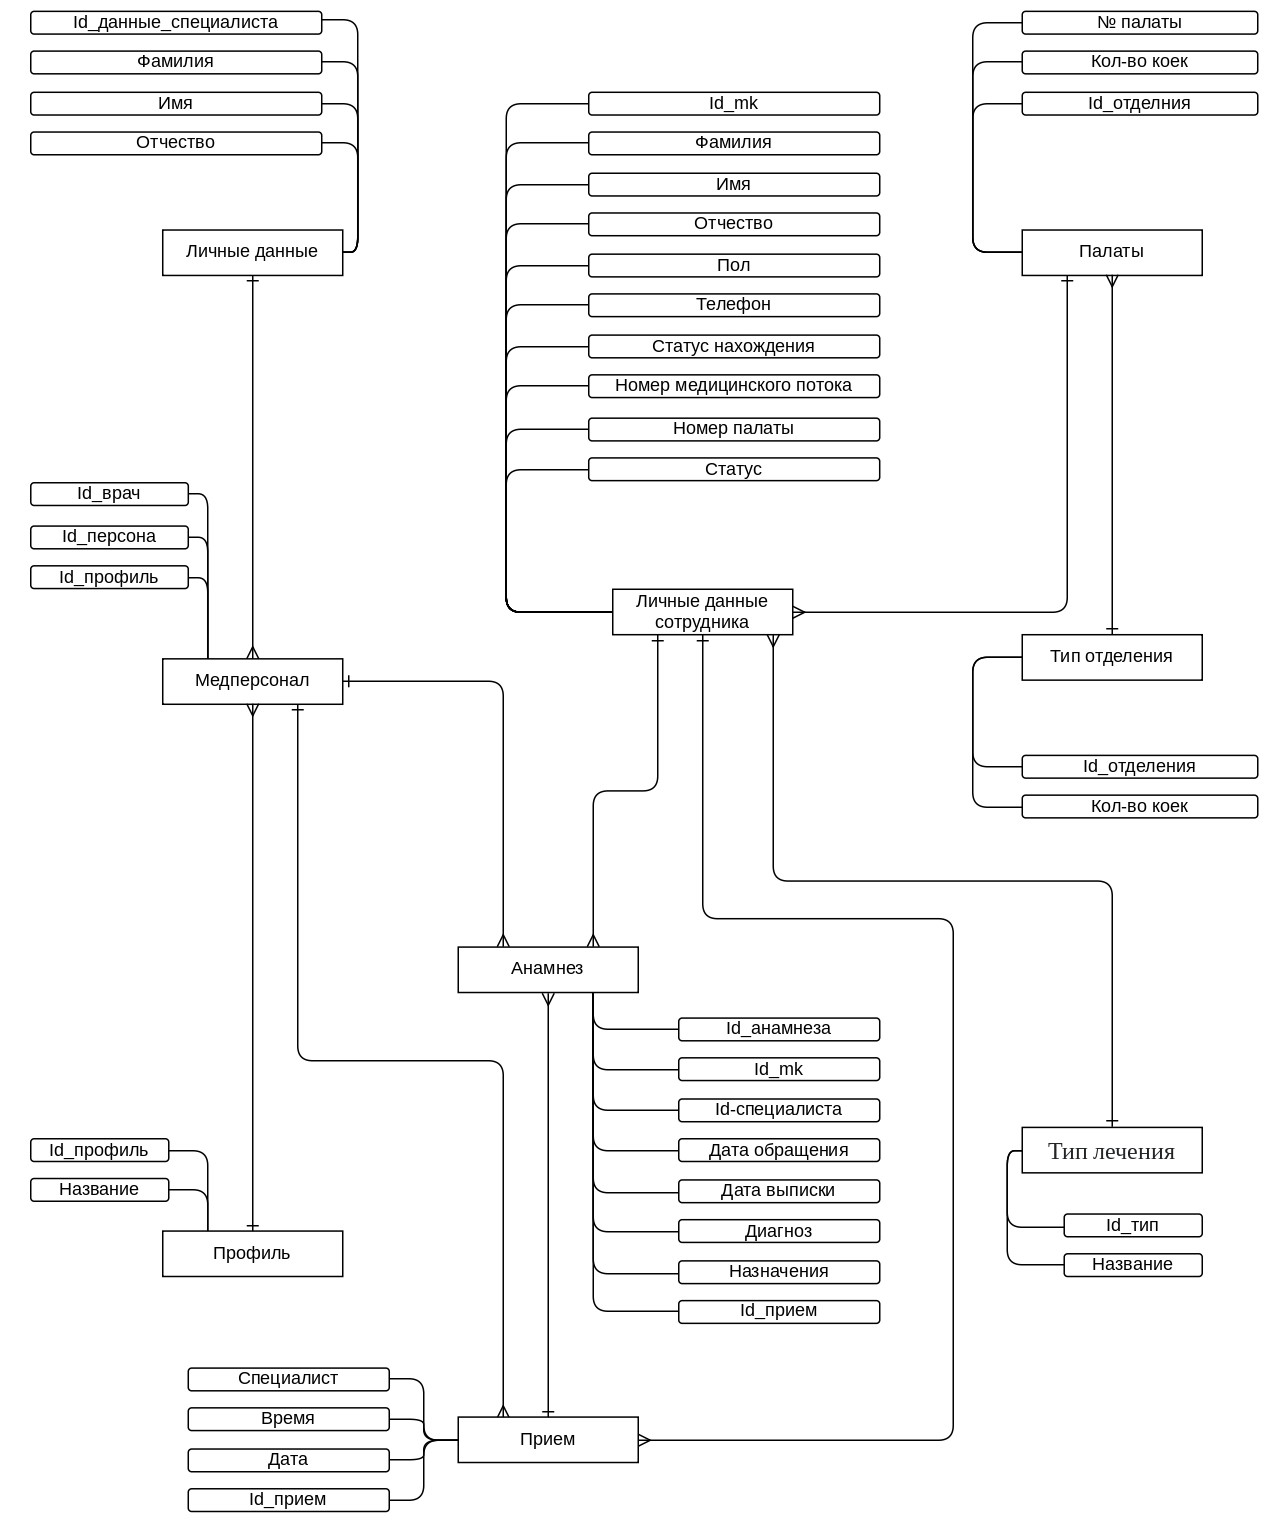 Id_данные_специалиста
Фамилия
Имя
Отчество
Личные данные
Id_mk
Фамилия
Имя
Отчество
Пол
Телефон
Статус нахождения
Номер медицинского потока
Номер палаты
Статус
№ палаты
Кол-во коек
Id_отделния
Палаты
Id_врач
Id_персона
Id_профиль
Медперсонал
Личные данные
сотрудника
Тип отделения
Id_отделения
Кол-во коек
Анамнез
Id_анамнеза
Id_mk
Id-специалиста
Дата обращения
Дата выписки
Диагноз
Назначения
Id_прием
Тип лечения
Id_тип
Название
Id_профиль
Название
Профиль
Специалист
Время
Дата
Id_прием
Прием